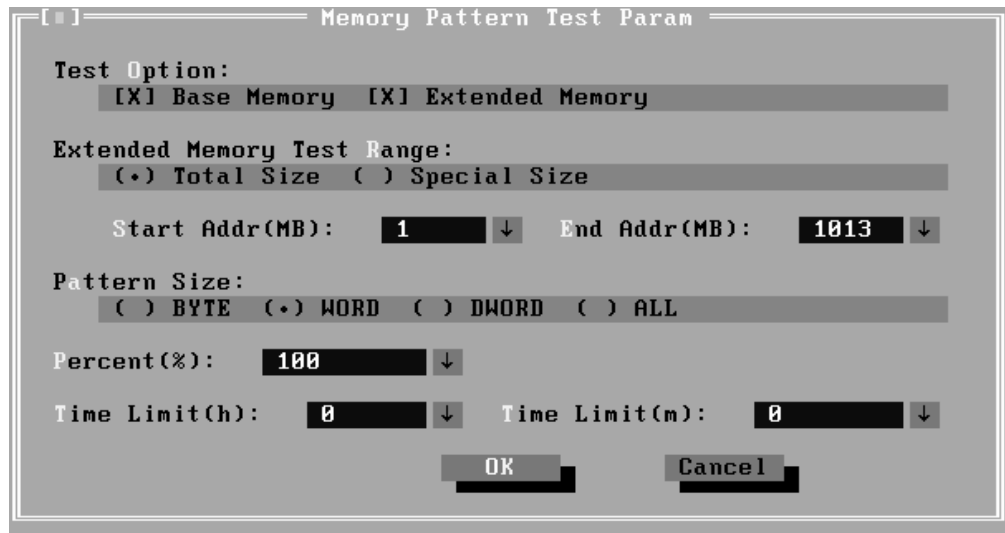 [■] Memory Pattern Test Param
Test Option:
[X] Base Memory [X] Extended Memory
Extended Memory Test Range:
(•) Total Size ( ) Special Size
Start Addr(MB): 1 ↓ End Addr(MB): 1013 ↓
Pattern Size:
( ) BYTE (•) WORD ( ) DWORD ( ) ALL
Percent(%): 100 ↓
Time Limit(h): 0 ↓ Time Limit(m): 0 ↓
OK Cancel